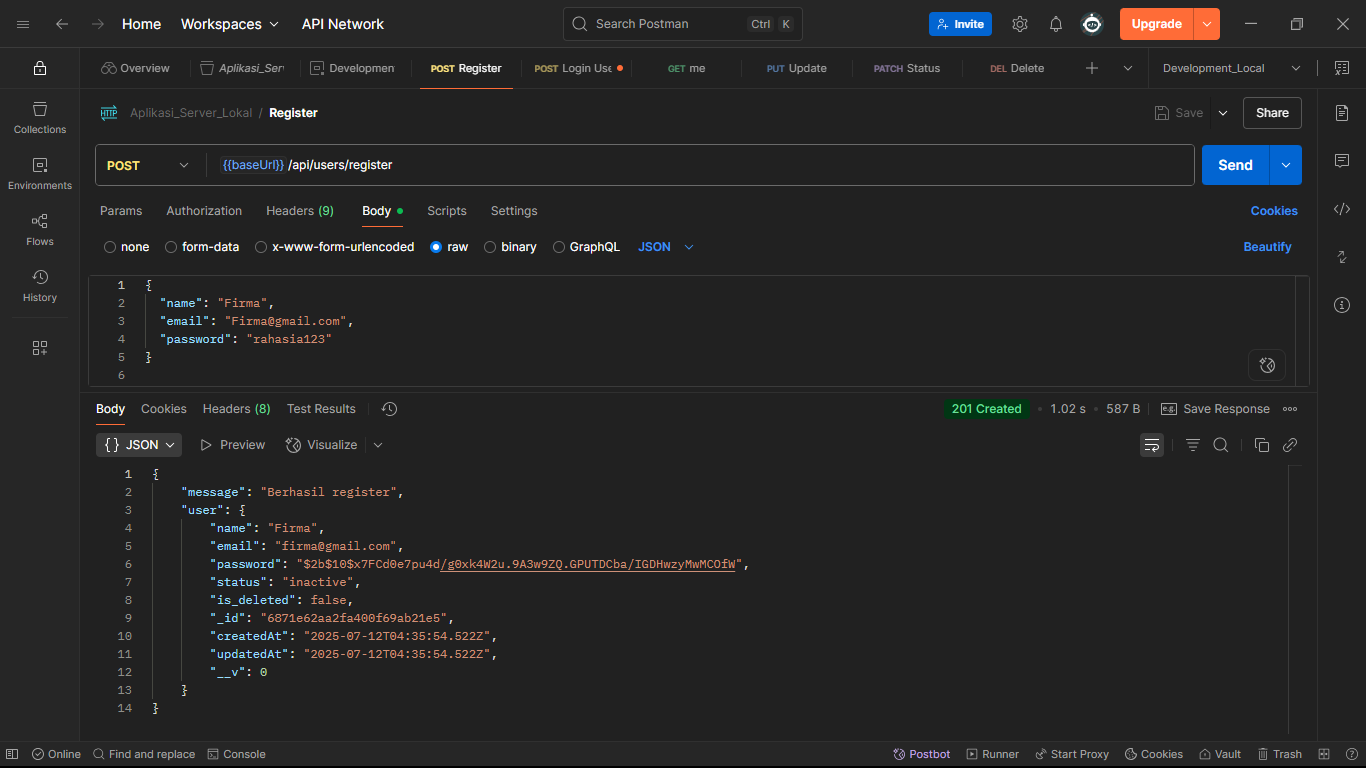 Home Workspaces API Network Search Postman Ctrl K Invite Upgrade
Overview Aplikasi_Ser Developmen POST Register POST Login Use GET me PUT Update PATCH Status DEL Delete Development_Local
HTTP Aplikasi_Server_Lokal / Register Save Share
Collections
Environments
Flows
History
POST {{baseUrl}} /api/users/register Send
Params Authorization Headers (9) Body Scripts Settings Cookies
none form-data x-www-form-urlencoded raw binary GraphQL JSON Beautify
1 {
2 "name": "Firma",
3 "email": "Firma@gmail.com",
4 "password": "rahasia123"
5 }
6
Body Cookies Headers (8) Test Results 201 Created • 1.02 s • 587 B e.g. Save Response
{} JSON Preview Visualize
1 {
2 "message": "Berhasil register",
3 "user": {
4 "name": "Firma",
5 "email": "firma@gmail.com",
6 "password": "$2b$10$x7FCd0e7pu4d/g0xk4W2u.9A3w9ZQ.GPUTDCba/IGDHwzyMwMCOfW",
7 "status": "inactive",
8 "is_deleted": false,
9 "_id": "6871e62aa2fa400f69ab21e5",
10 "createdAt": "2025-07-12T04:35:54.522Z",
11 "updatedAt": "2025-07-12T04:35:54.522Z",
12 "__v": 0
13 }
14 }
Online Find and replace Console Postbot Runner Start Proxy Cookies Vault Trash